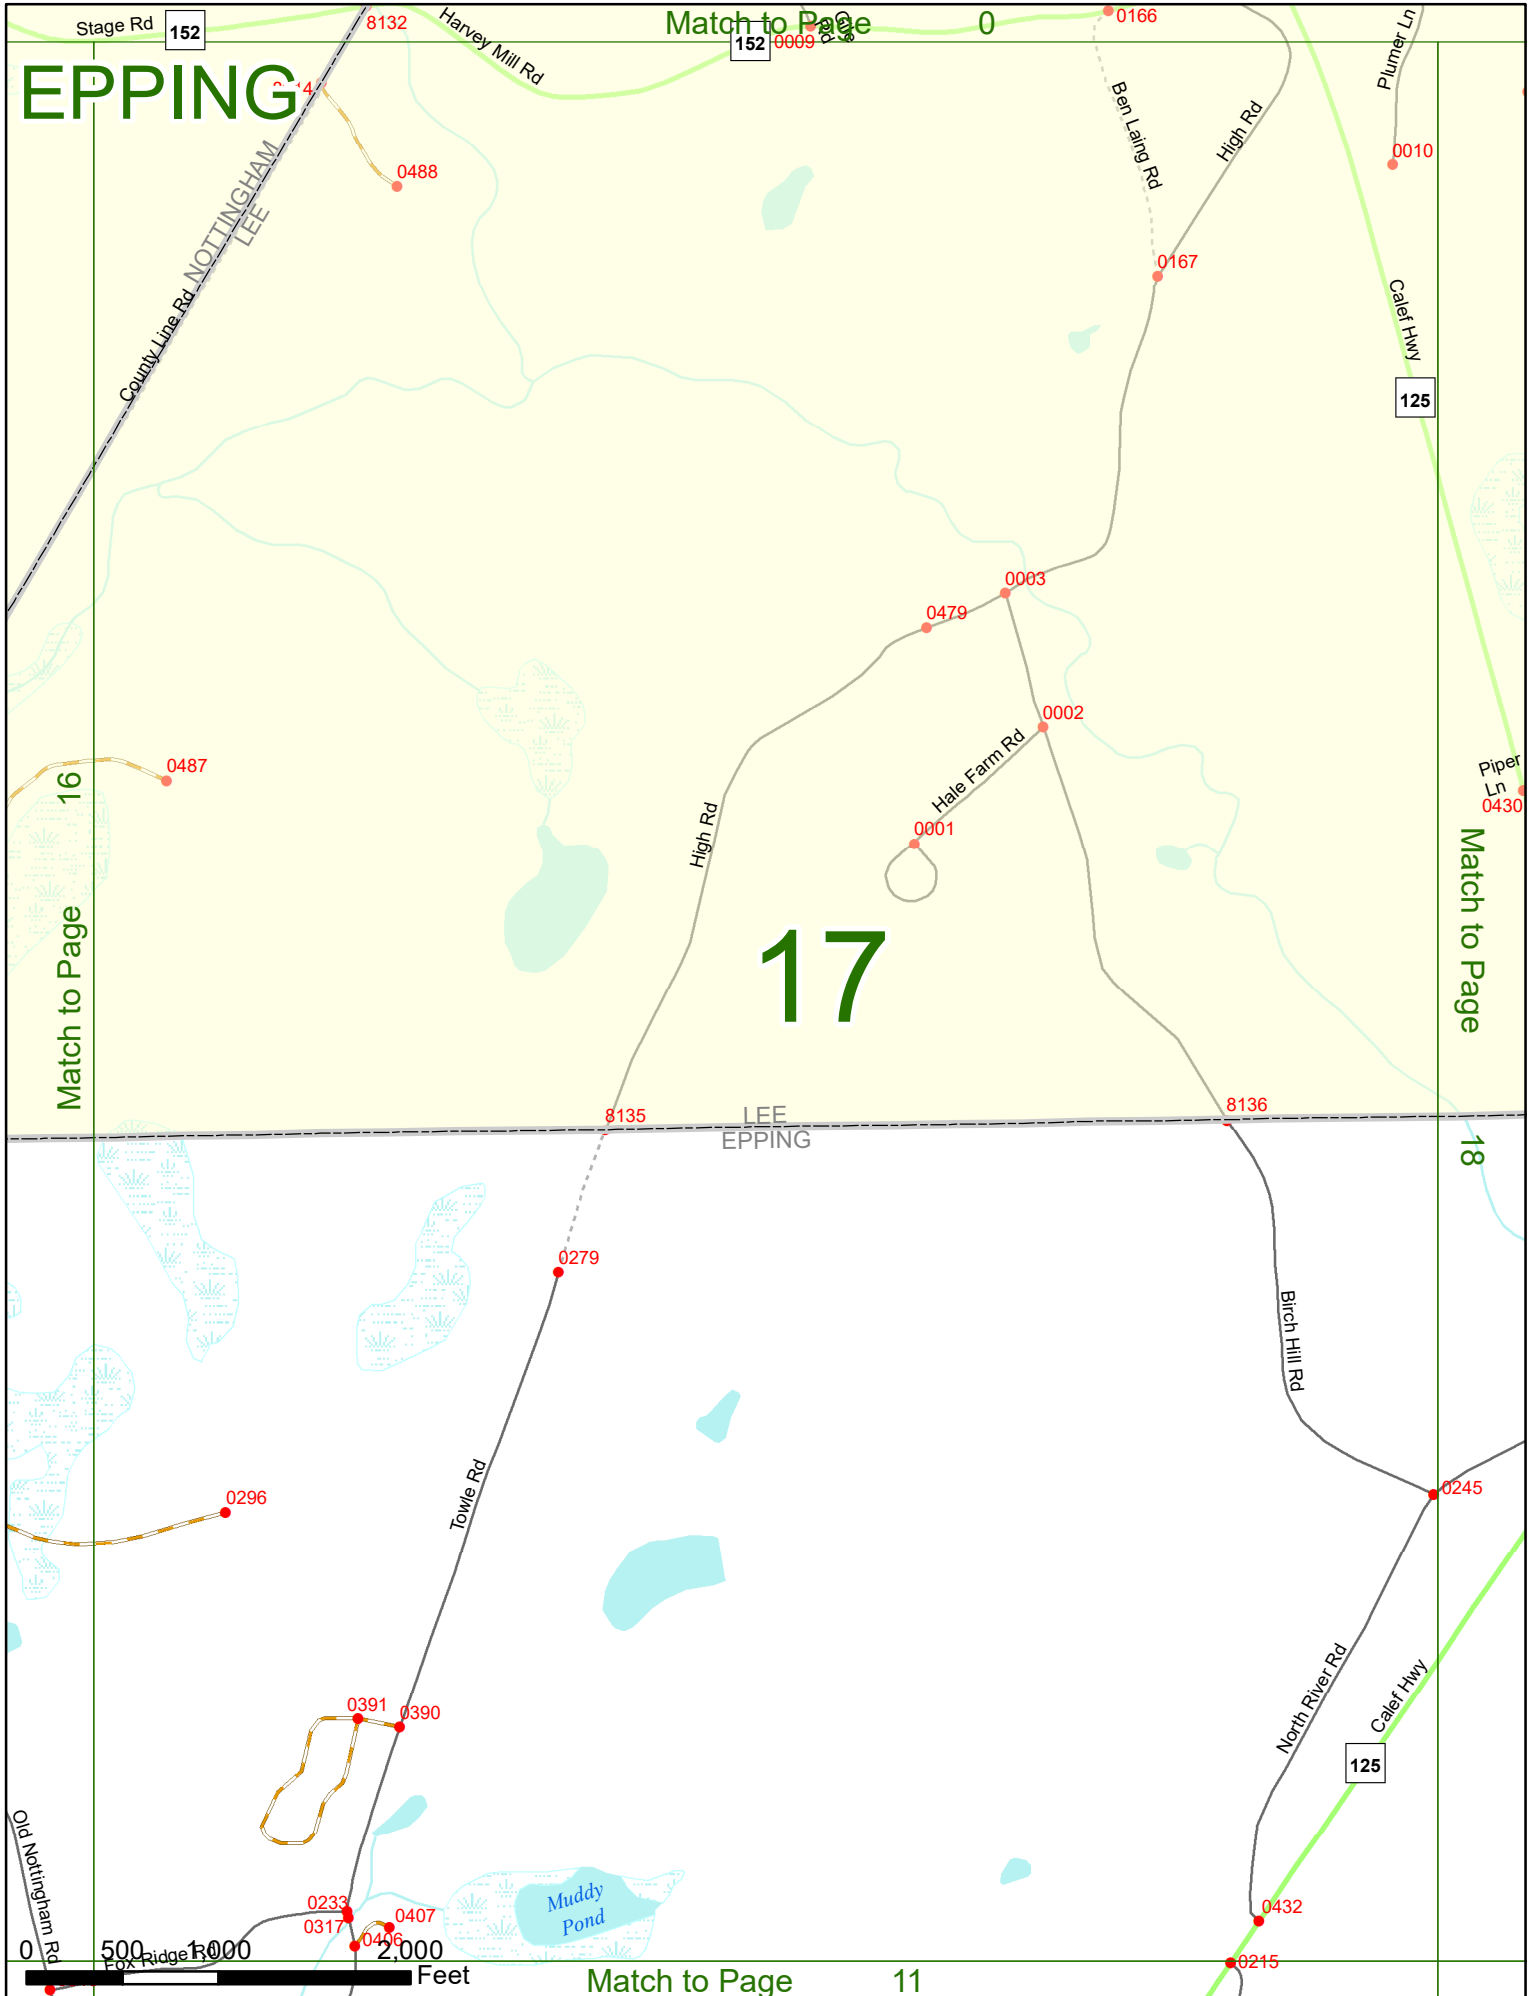 Stage Rd
152
8132
Harvey Mill Rd
Match to Page 0
152
0009
Rd
0166
Plumer Ln
EPPING
Ben Laing Rd
High Rd
0010
0488
NOTTINGHAM
LEE
0167
County Line Rd
Calef Hwy
125
0003
0479
0002
Hale Farm Rd
0487
16
Match to Page
High Rd
0001
Piper
Ln
0430
Match to Page
18
17
8135
LEE
EPPING
8136
0279
Birch Hill Rd
Towle Rd
0296
0245
North River Rd
Calef Hwy
125
0391
0390
Old Nottingham Rd
0233
0317
0407
0406
Muddy
Pond
0432
0215
Fox Ridge Rd
0 500 1,000 2,000
Feet
Match to Page 11